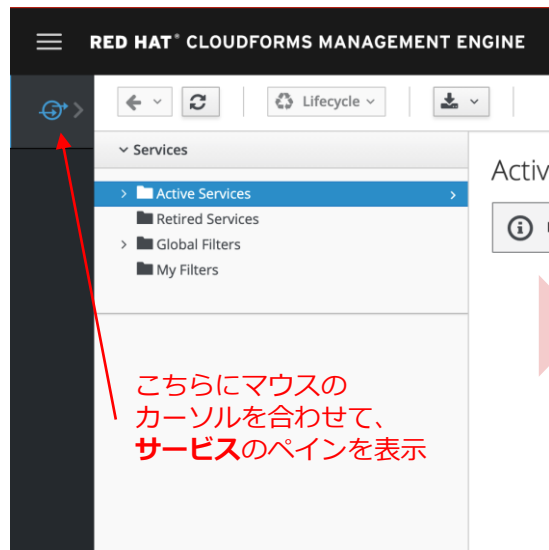 RED HAT® CLOUDFORMS MANAGEMENT ENGINE
Lifecycle
Services
Active Services
Retired Services
Global Filters
My Filters
Activ
こちらにマウスの
カーソルを合わせて、
サービスのペインを表示